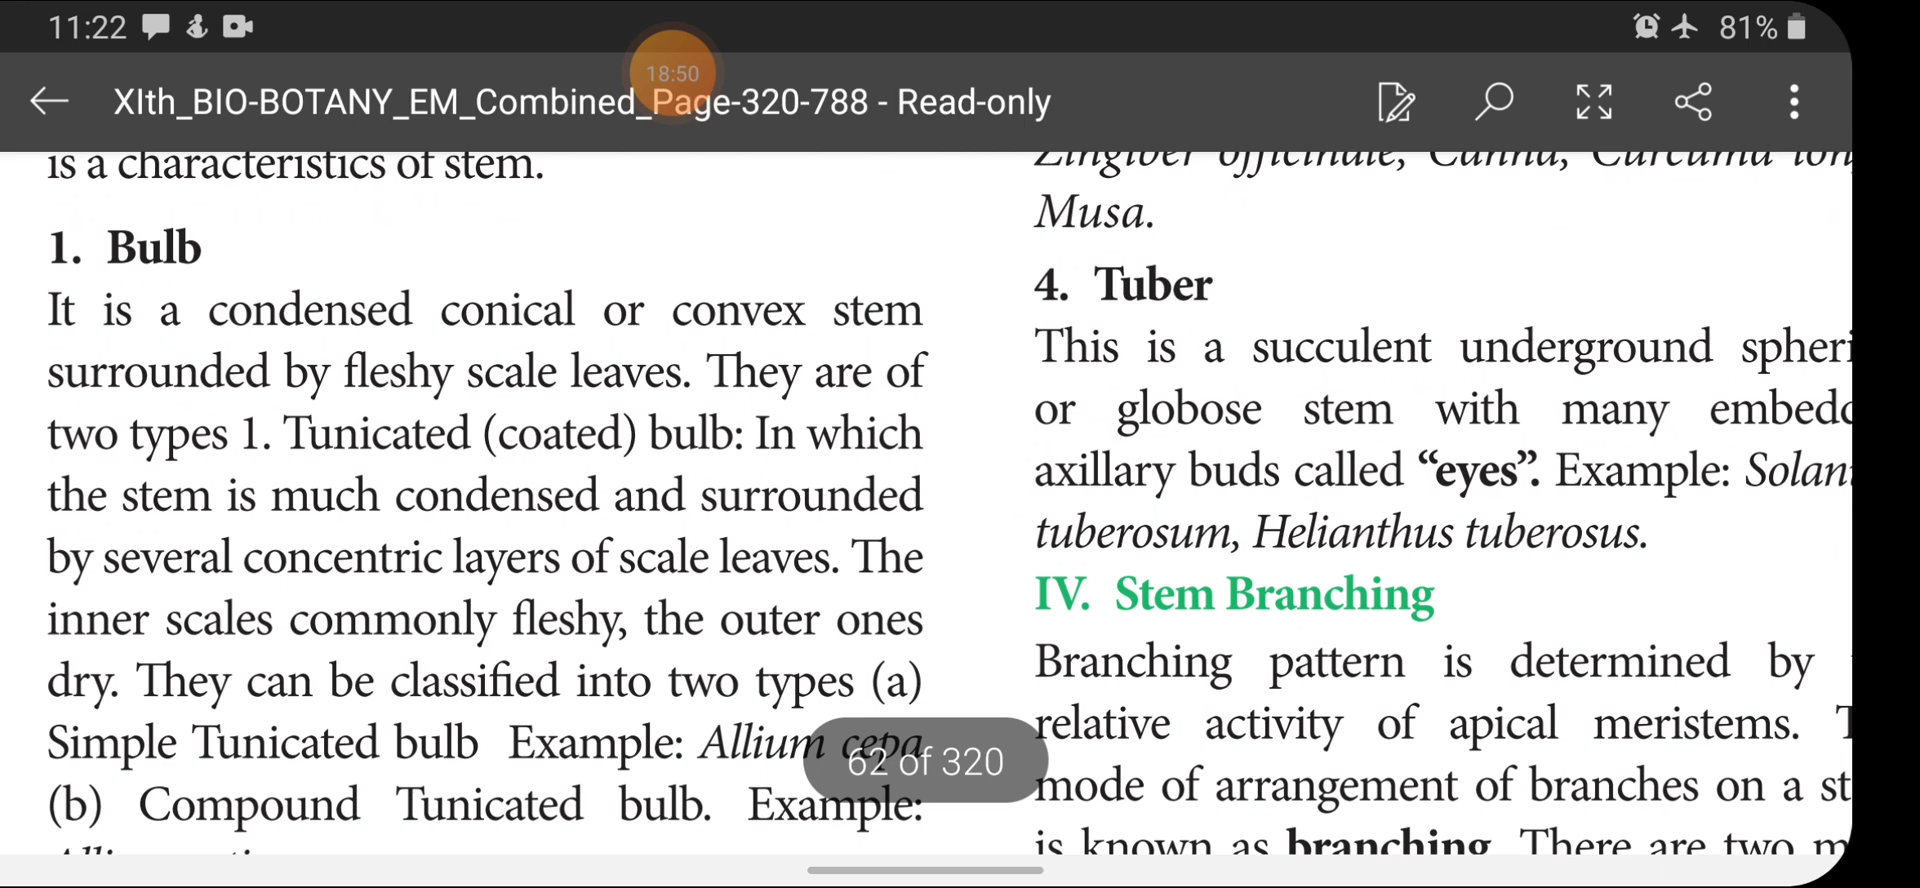 11:22
81%
18:50
XIth_BIO-BOTANY_EM_Combined_Page-320-788 - Read-only
is a characteristics of stem.
1. Bulb
It is a condensed conical or convex stem
surrounded by fleshy scale leaves. They are of
two types 1. Tunicated (coated) bulb: In which
the stem is much condensed and surrounded
by several concentric layers of scale leaves. The
inner scales commonly fleshy, the outer ones
dry. They can be classified into two types (a)
Simple Tunicated bulb Example: Allium cepa
(b) Compound Tunicated bulb. Example:
Zingiber officinale, Canna, Curcuma
Musa.
4. Tuber
This is a succulent underground spheri
or globose stem with many embedd
axillary buds called “eyes”. Example: Solan
tuberosum, Helianthus tuberosus.
IV. Stem Branching
Branching pattern is determined by
relative activity of apical meristems.
mode of arrangement of branches on a st
is known as branching. There are two m
62 of 320